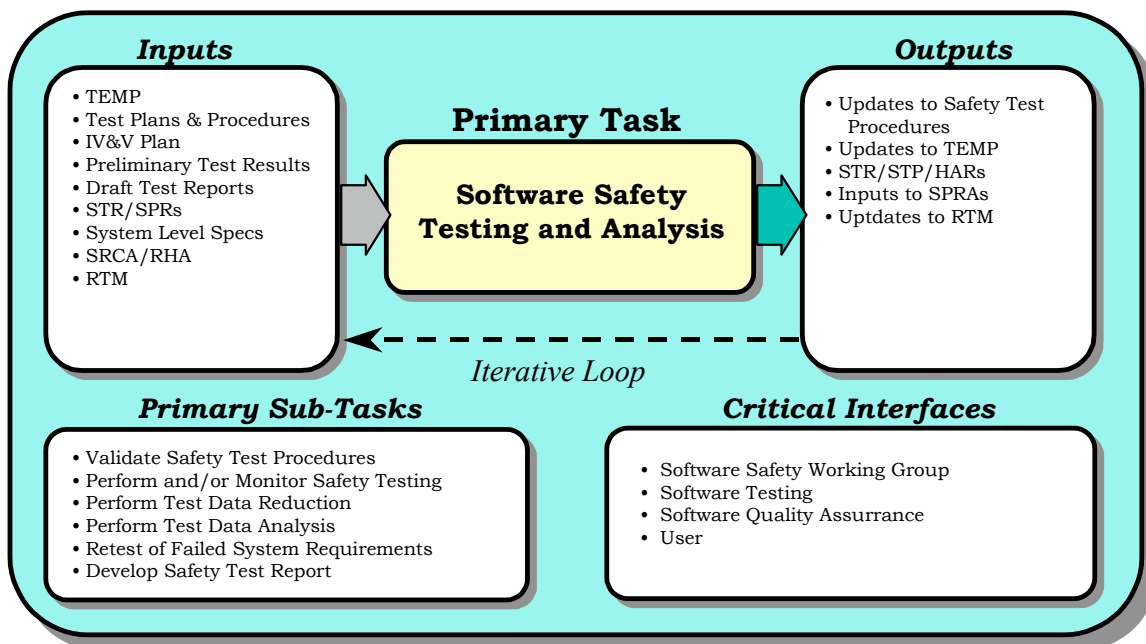 Inputs
• TEMP
• Test Plans & Procedures
• IV&V Plan
• Preliminary Test Results
• Draft Test Reports
• STR/SPRs
• System Level Specs
• SRCA/RHA
• RTM
Primary Task
Software Safety
Testing and Analysis
Outputs
• Updates to Safety Test
Procedures
• Updates to TEMP
• STR/STP/HARs
• Inputs to SPRAs
• Uptdates to RTM
Iterative Loop
Primary Sub-Tasks
• Validate Safety Test Procedures
• Perform and/or Monitor Safety Testing
• Perform Test Data Reduction
• Perform Test Data Analysis
• Retest of Failed System Requirements
• Develop Safety Test Report
Critical Interfaces
• Software Safety Working Group
• Software Testing
• Software Quality Assurrance
• User